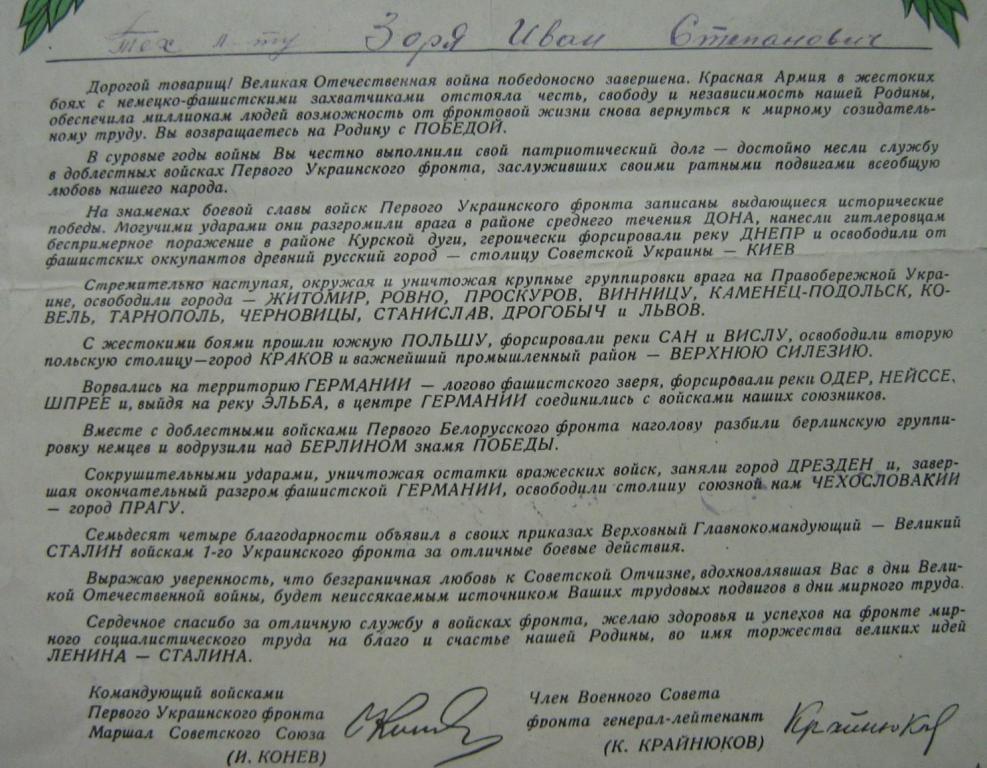 Тех л-ту Зоря Иван Степанович
Дорогой товарищ! Великая Отечественная война победоносно завершена. Красная Армия в жестоких
боях с немецко-фашистскими захватчиками отстояла честь, свободу и независимость нашей Родины,
обеспечила миллионам людей возможность от фронтовой жизни снова вернуться к мирному созидатель-
ному труду. Вы возвращаетесь на Родину с ПОБЕДОЙ.
В суровые годы войны Вы честно выполнили свой патриотический долг — достойно несли службу
в доблестных войсках Первого Украинского фронта, заслуживших своими ратными подвигами всеобщую
любовь нашего народа.
На знаменах боевой славы войск Первого Украинского фронта записаны выдающиеся исторические
победы. Могучими ударами они разгромили врага в районе среднего течения ДОНА, нанесли гитлеровцам
беспримерное поражение в районе Курской дуги, героически форсировали реку ДНЕПР и освободили от
фашистских оккупантов древний русский город — столицу Советской Украины — КИЕВ
Стремительно наступая, окружая и уничтожая крупные группировки врага на Правобережной Укра-
ине, освободили города — ЖИТОМИР, РОВНО, ПРОСКУРОВ, ВИННИЦУ, КАМЕНЕЦ-ПОДОЛЬСК, КО-
ВЕЛЬ, ТАРНОПОЛЬ, ЧЕРНОВИЦЫ, СТАНИСЛАВ, ДРОГОБЫЧ и ЛЬВОВ.
С жестокими боями прошли южную ПОЛЬШУ, форсировали реки САН и ВИСЛУ, освободили вторую
польскую столицу—город КРАКОВ и важнейший промышленный район — ВЕРХНЮЮ СИЛЕЗИЮ.
Ворвались на территорию ГЕРМАНИИ — логово фашистского зверя, форсировали реки ОДЕР, НЕЙССЕ,
ШПРЕЕ и, выйдя на реку ЭЛЬБА, в центре ГЕРМАНИИ соединились с войсками наших союзников.
Вместе с доблестными войсками Первого Белорусского фронта наголову разбили берлинскую группи-
ровку немцев и водрузили над БЕРЛИНОМ знамя ПОБЕДЫ.
Сокрушительными ударами, уничтожая остатки вражеских войск, заняли город ДРЕЗДЕН и, завер-
шая окончательный разгром фашистской ГЕРМАНИИ, освободили столицу союзной нам ЧЕХОСЛОВАКИИ
— город ПРАГУ.
Семьдесят четыре благодарности объявил в своих приказах Верховный Главнокомандующий — Великий
СТАЛИН войскам 1-го Украинского фронта за отличные боевые действия.
Выражаю уверенность, что безграничная любовь к Советской Отчизне, вдохновлявшая Вас в дни Вели-
кой Отечественной войны, будет неиссякаемым источником Ваших трудовых подвигов в дни мирного труда.
Сердечное спасибо за отличную службу в войсках фронта, желаю здоровья и успехов на фронте мир-
ного социалистического труда на благо и счастье нашей Родины, во имя торжества великих идей
ЛЕНИНА — СТАЛИНА.
Командующий войсками
Первого Украинского фронта
Маршал Советского Союза
(И. КОНЕВ)
Член Военного Совета
фронта генерал-лейтенант
(К. КРАЙНЮКОВ)
Крайнюков